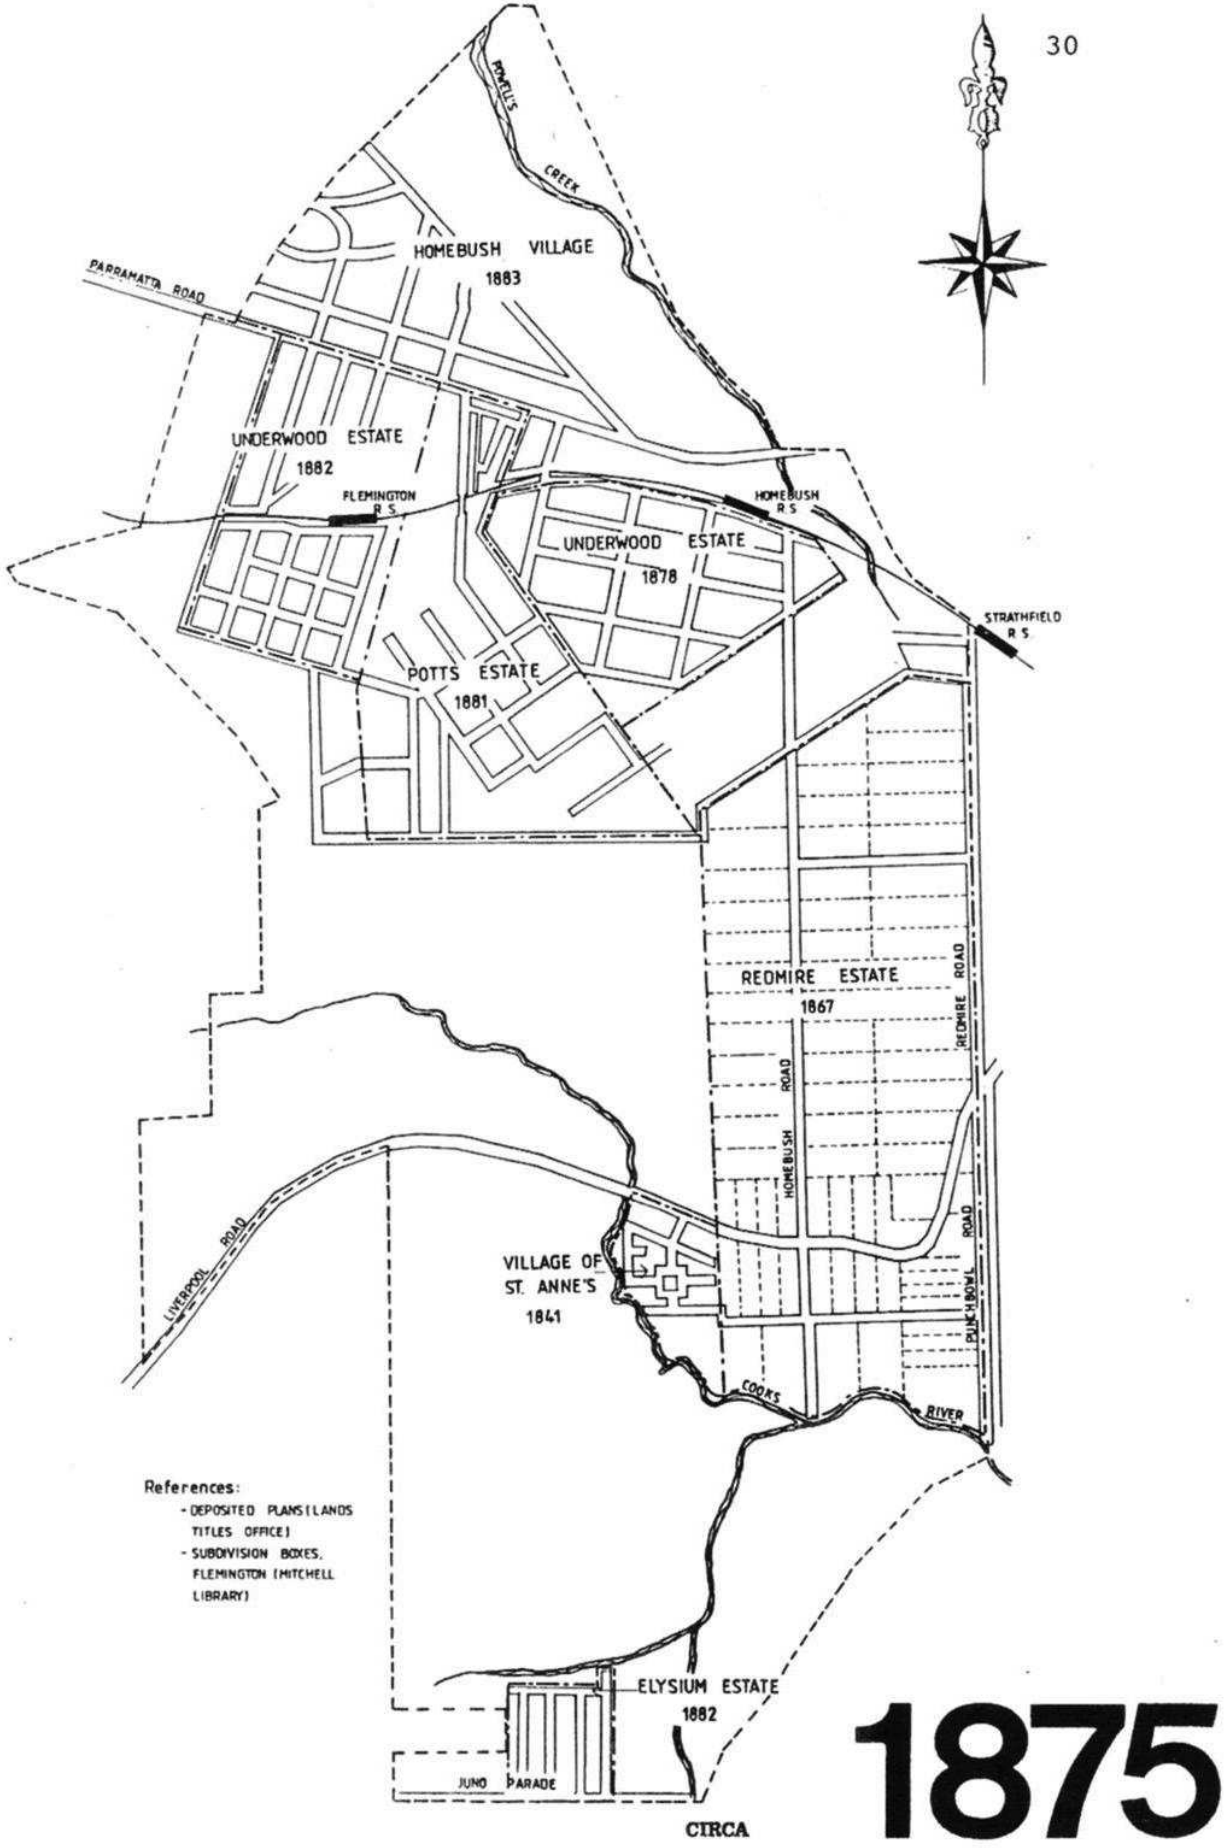 30
POWELL'S
CREEK
HOMEBUSH VILLAGE
1883
PARRAMATTA ROAD
UNDERWOOD ESTATE
1882
FLEMINGTON
R S
HOMEBUSH
R S
UNDERWOOD ESTATE
1878
STRATHFIELD
R S
POTTS ESTATE
1881
REDMIRE ESTATE
1867
REDMIRE ROAD
HOMEBUSH ROAD
LIVERPOOL ROAD
VILLAGE OF
ST. ANNE'S
1841
PUNCHBOWL ROAD
COOKS
RIVER
References:
- DEPOSITED PLANS (LANDS
TITLES OFFICE)
- SUBDIVISION BOXES,
FLEMINGTON (MITCHELL
LIBRARY)
ELYSIUM ESTATE
1882
JUNO PARADE
CIRCA
1875